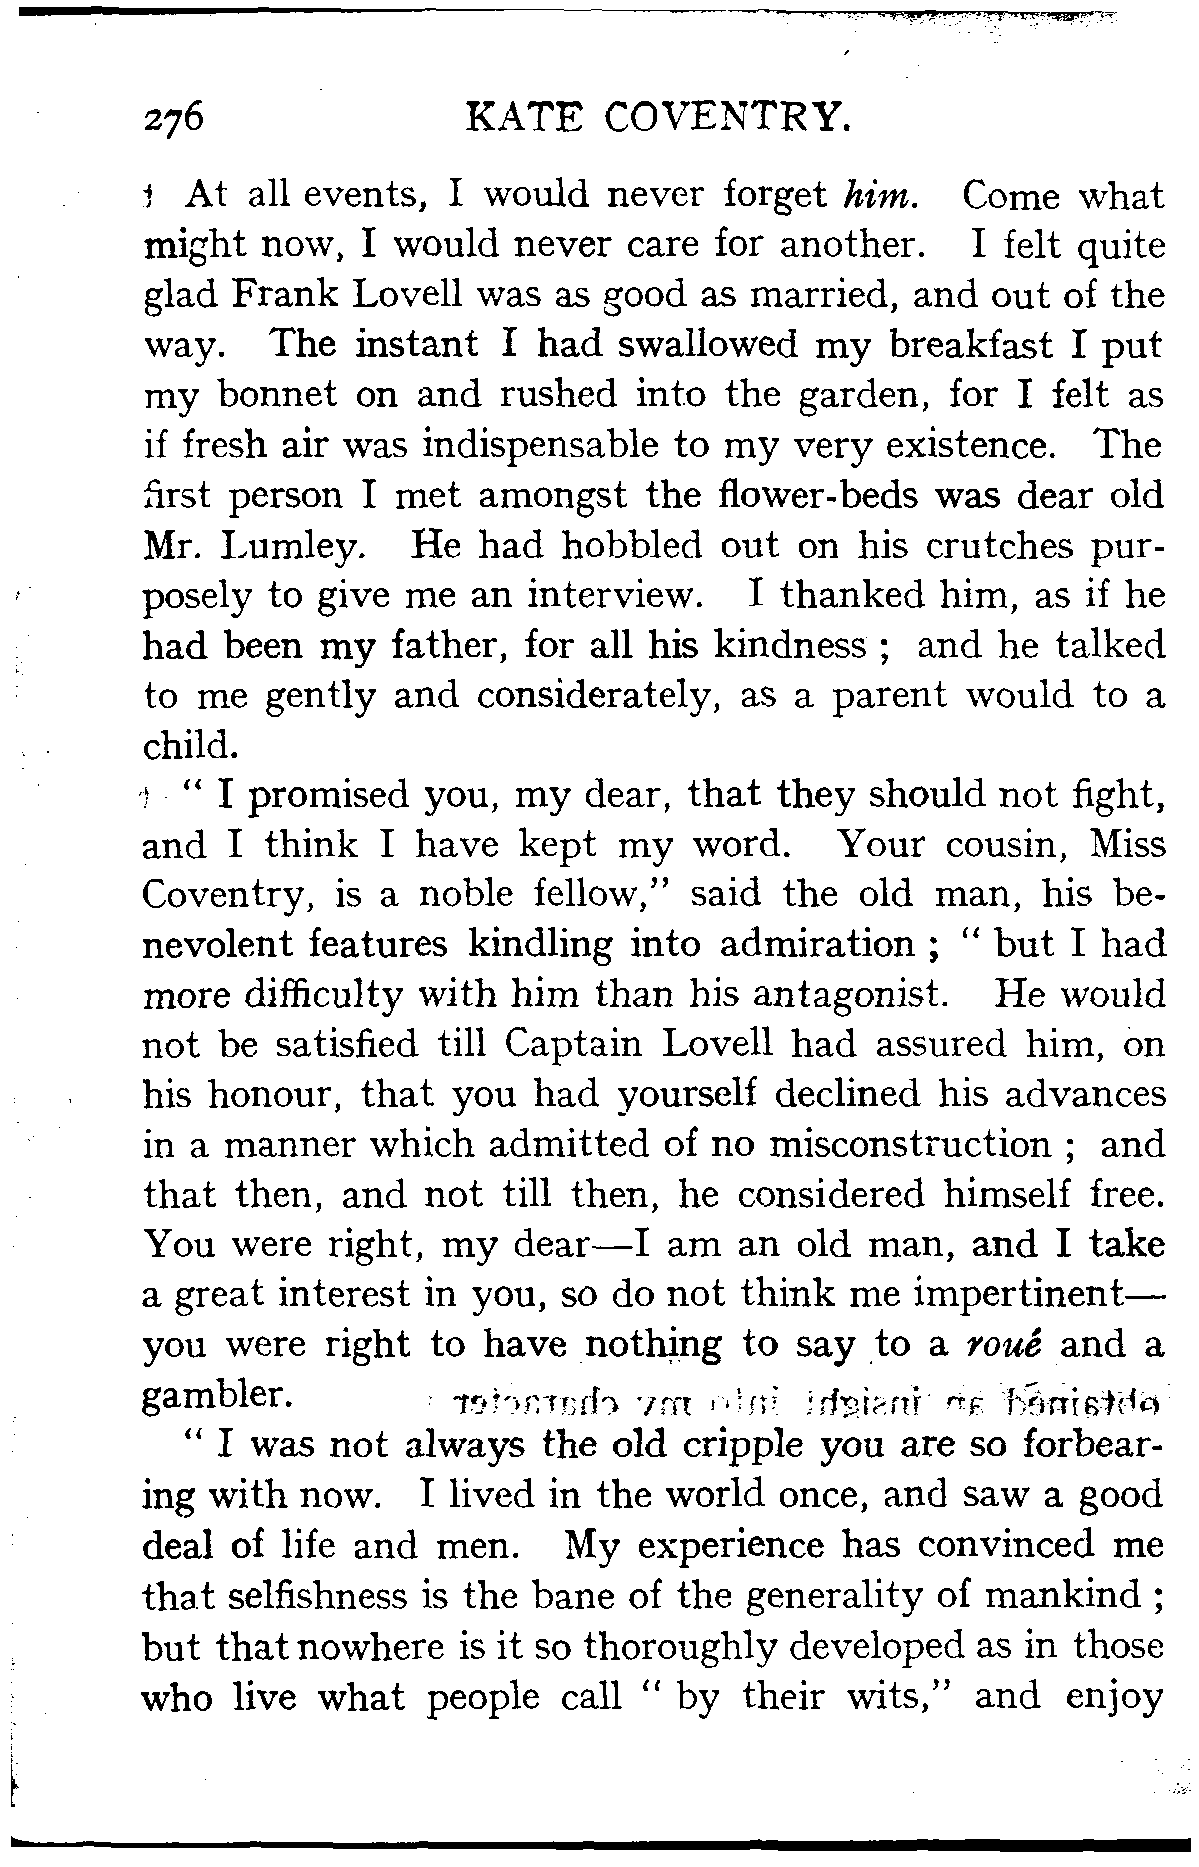 276 KATE COVENTRY.
At all events, I would never forget him. Come what
might now, I would never care for another. I felt quite
glad Frank Lovell was as good as married, and out of the
way. The instant I had swallowed my breakfast I put
my bonnet on and rushed into the garden, for I felt as
if fresh air was indispensable to my very existence. The
first person I met amongst the flower-beds was dear old
Mr. Lumley. He had hobbled out on his crutches pur-
posely to give me an interview. I thanked him, as if he
had been my father, for all his kindness ; and he talked
to me gently and considerately, as a parent would to a
child.
" I promised you, my dear, that they should not fight,
and I think I have kept my word. Your cousin, Miss
Coventry, is a noble fellow," said the old man, his be-
nevolent features kindling into admiration ; " but I had
more difficulty with him than his antagonist. He would
not be satisfied till Captain Lovell had assured him, on
his honour, that you had yourself declined his advances
in a manner which admitted of no misconstruction ; and
that then, and not till then, he considered himself free.
You were right, my dear—I am an old man, and I take
a great interest in you, so do not think me impertinent—
you were right to have nothing to say to a roué and a
gambler.
" I was not always the old cripple you are so forbear-
ing with now. I lived in the world once, and saw a good
deal of life and men. My experience has convinced me
that selfishness is the bane of the generality of mankind ;
but that nowhere is it so thoroughly developed as in those
who live what people call " by their wits," and enjoy